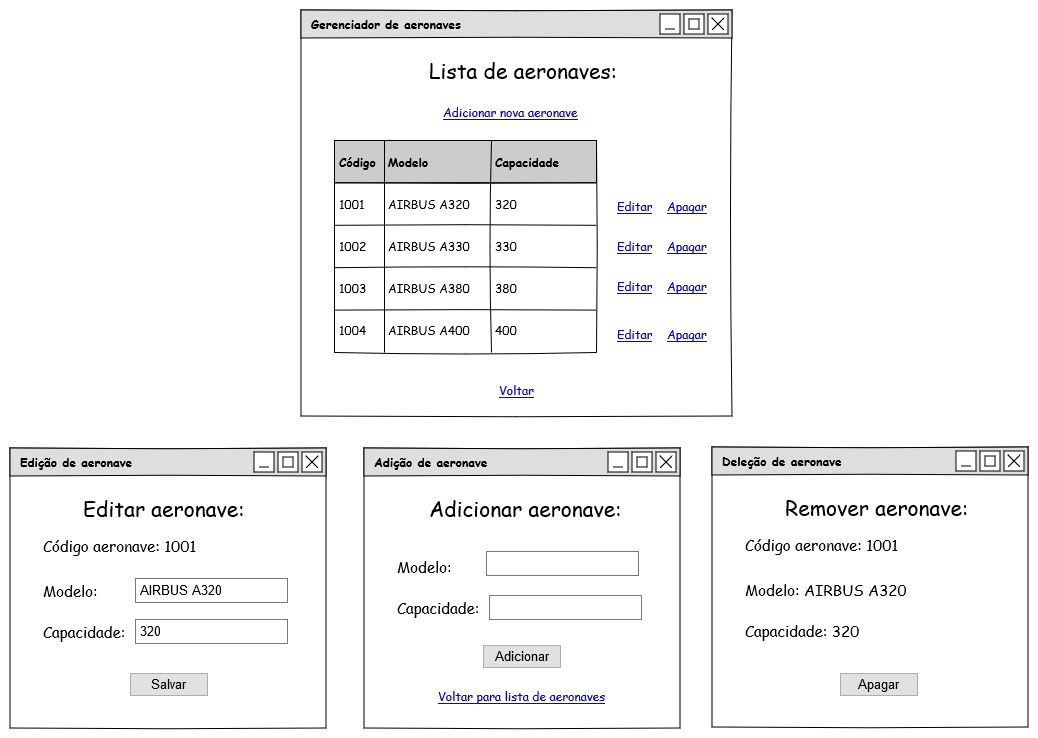 Gerenciador de aeronaves
Lista de aeronaves:
Adicionar nova aeronave
Código Modelo Capacidade
1001 AIRBUS A320 320 Editar Apagar
1002 AIRBUS A330 330 Editar Apagar
1003 AIRBUS A380 380 Editar Apagar
1004 AIRBUS A400 400 Editar Apagar
Voltar
Edição de aeronave
Editar aeronave:
Código aeronave: 1001
Modelo: AIRBUS A320
Capacidade: 320
Salvar
Adição de aeronave
Adicionar aeronave:
Modelo:
Capacidade:
Adicionar
Voltar para lista de aeronaves
Deleção de aeronave
Remover aeronave:
Código aeronave: 1001
Modelo: AIRBUS A320
Capacidade: 320
Apagar